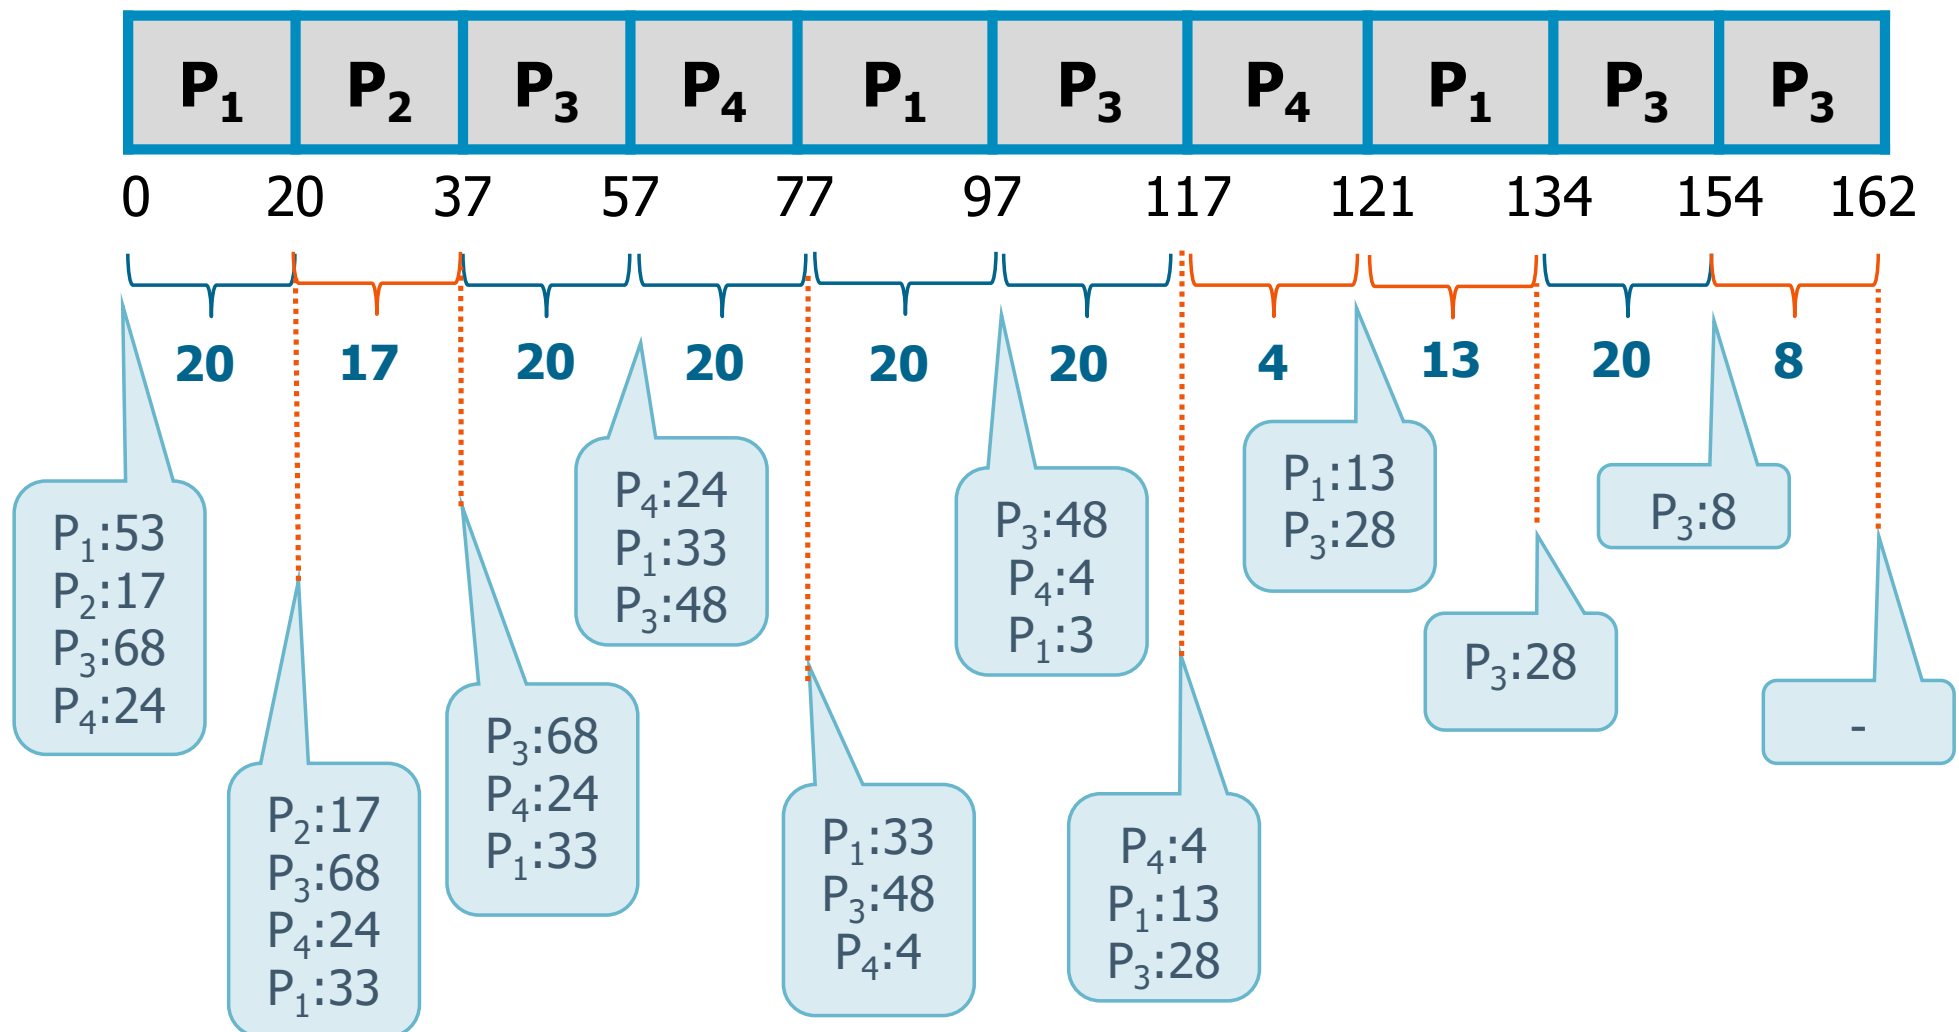 P₁ P₂ P₃ P₄ P₁ P₃ P₄ P₁ P₃ P₃
0 20 37 57 77 97 117 121 134 154 162
20 17 20 20 20 20 4 13 20 8
P₁:53
P₂:17
P₃:68
P₄:24
P₂:17
P₃:68
P₄:24
P₁:33
P₃:68
P₄:24
P₁:33
P₄:24
P₁:33
P₃:48
P₁:33
P₃:48
P₄:4
P₃:48
P₄:4
P₁:3
P₄:4
P₁:13
P₃:28
P₁:13
P₃:28
P₃:28
P₃:8
-